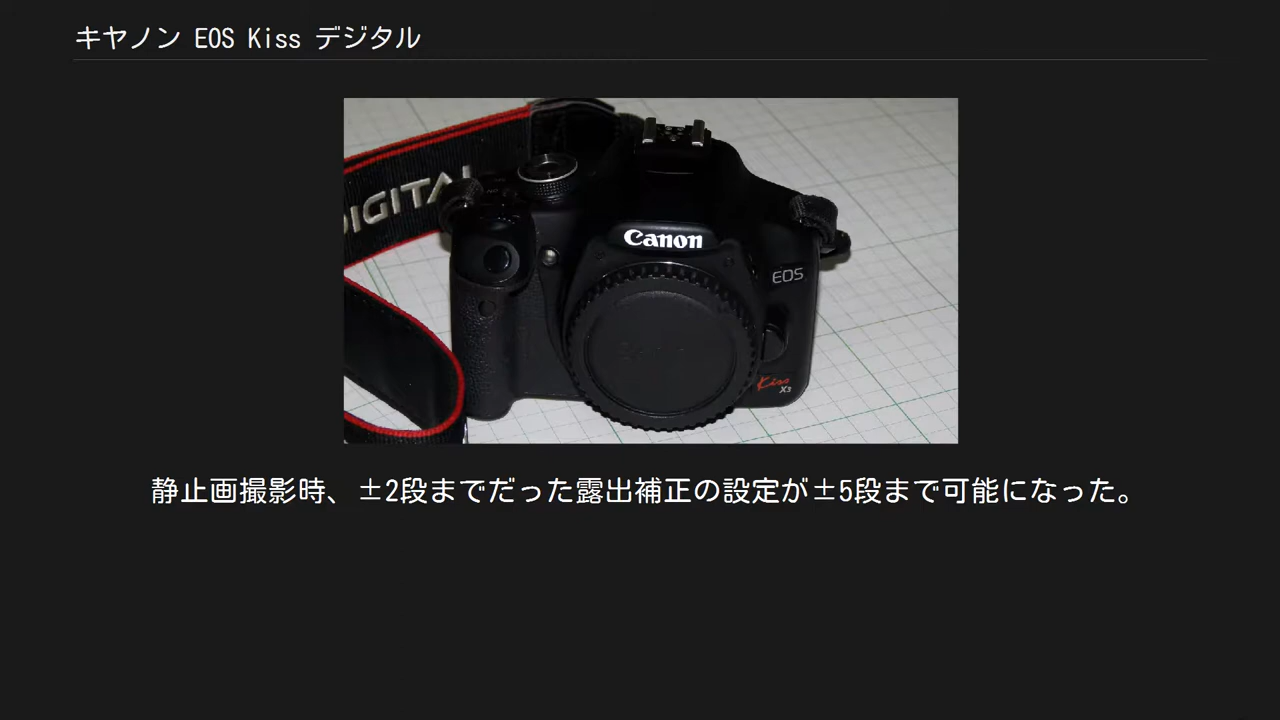 キヤノン EOS Kiss デジタル
DIGITAL
Canon
EOS
Kiss
X3
静止画撮影時、±2段までだった露出補正の設定が±5段まで可能になった。